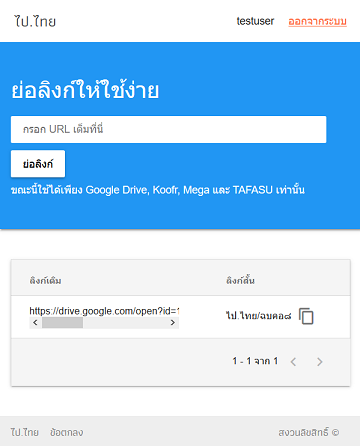 ไป.ไทย
testuser ออกจากระบบ
ย่อลิงก์ให้ใช้ง่าย
กรอก URL เต็มที่นี่
ย่อลิงก์
ขณะนี้ใช้ได้เพียง Google Drive, Koofr, Mega และ TAFASU เท่านั้น
ลิงก์เต็ม ลิงก์สั้น
https://drive.google.com/open?id= ไป.ไทย/ฉบคอ๘
1 - 1 จาก 1
ไป.ไทย ข้อตกลง สงวนลิขสิทธิ์ ©